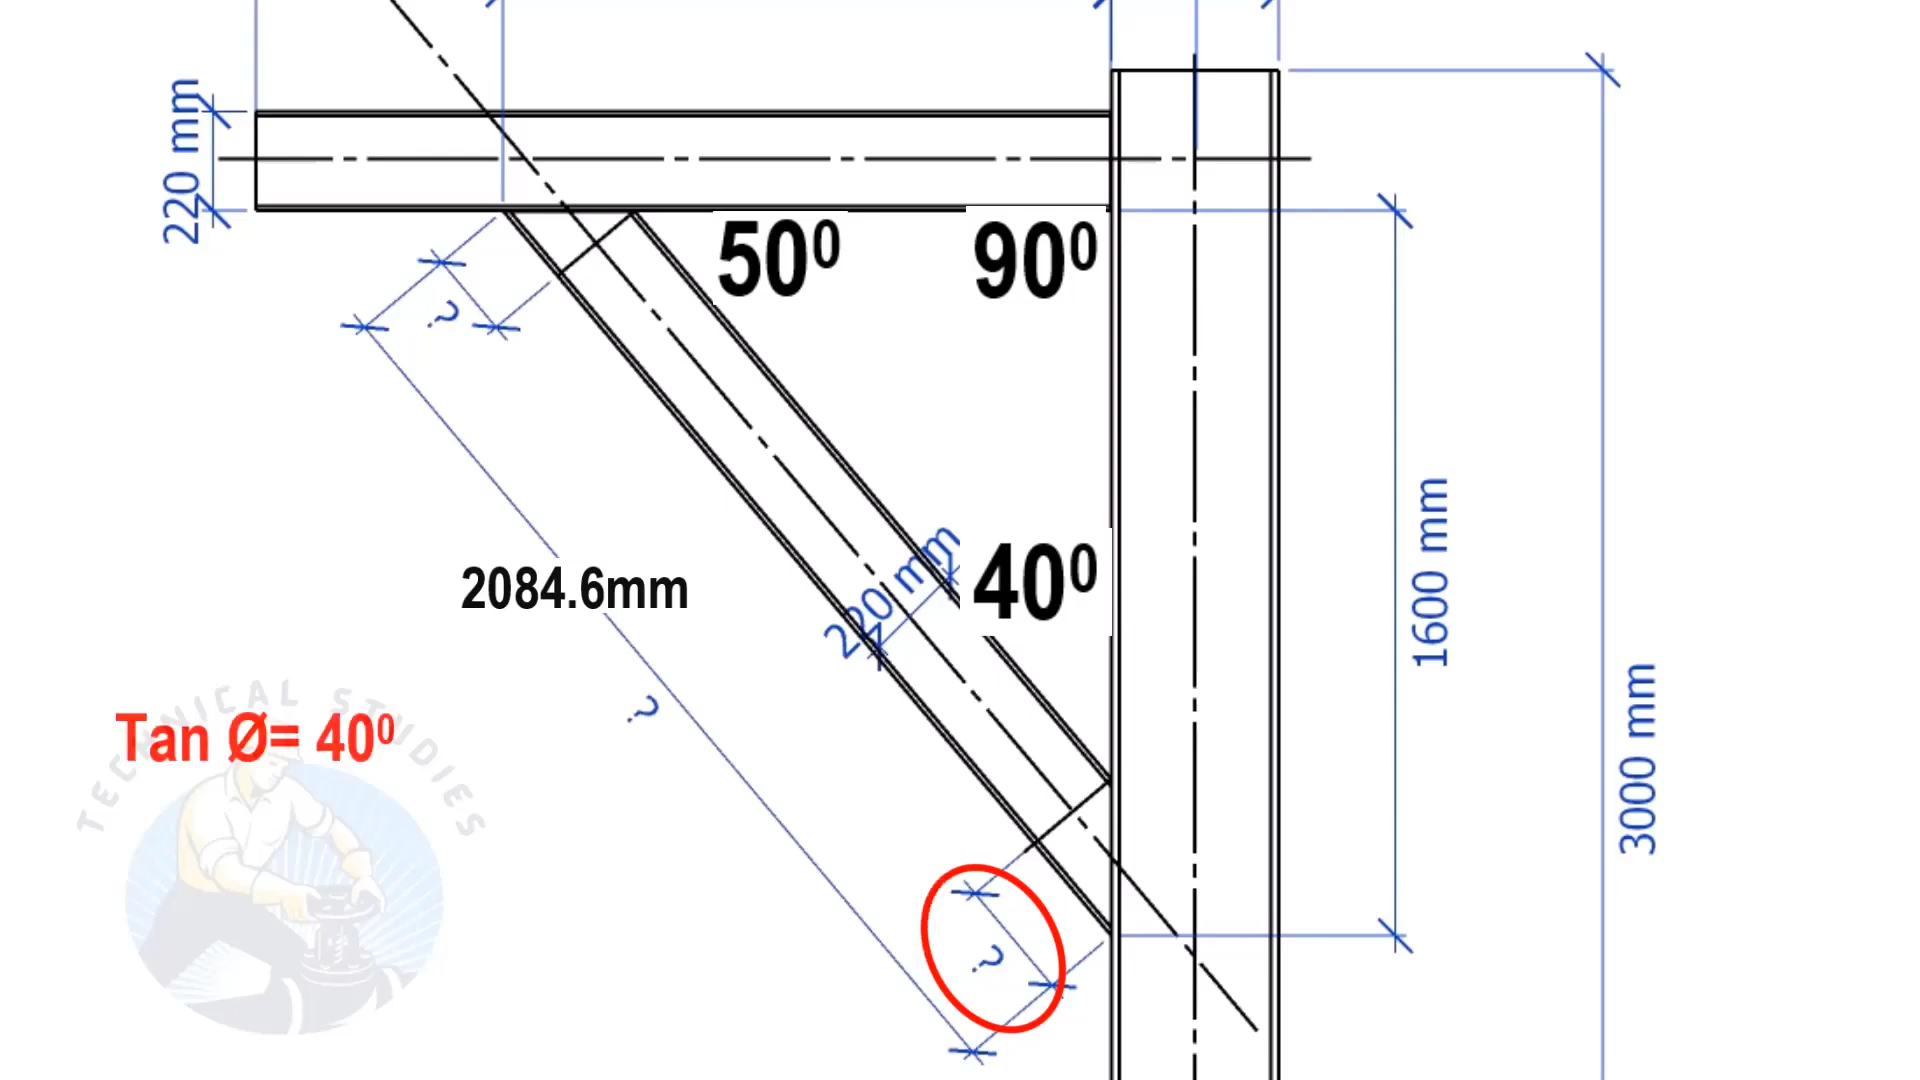 220 mm
50⁰
90⁰
?
220 mm
40⁰
2084.6mm
1600 mm
?
3000 mm
TECHNICAL STUDIES
Tan Ø= 40⁰
?